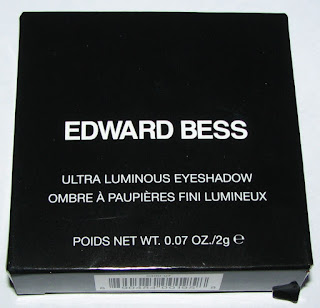 EDWARD BESS
ULTRA LUMINOUS EYESHADOW
OMBRE À PAUPIÈRES FINI LUMINEUX
POIDS NET WT. 0.07 OZ./2g ℮